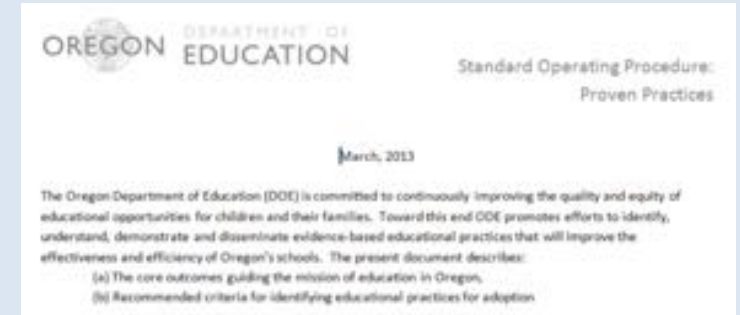 OREGON DEPARTMENT OF EDUCATION
Standard Operating Procedure:
Proven Practices
March, 2013
The Oregon Department of Education (DOE) is committed to continuously improving the quality and equity of
educational opportunities for children and their families. Toward this end ODE promotes efforts to identify,
understand, demonstrate and disseminate evidence-based educational practices that will improve the
effectiveness and efficiency of Oregon's schools. The present document describes:
(a) The core outcomes guiding the mission of education in Oregon,
(b) Recommended criteria for identifying educational practices for adoption